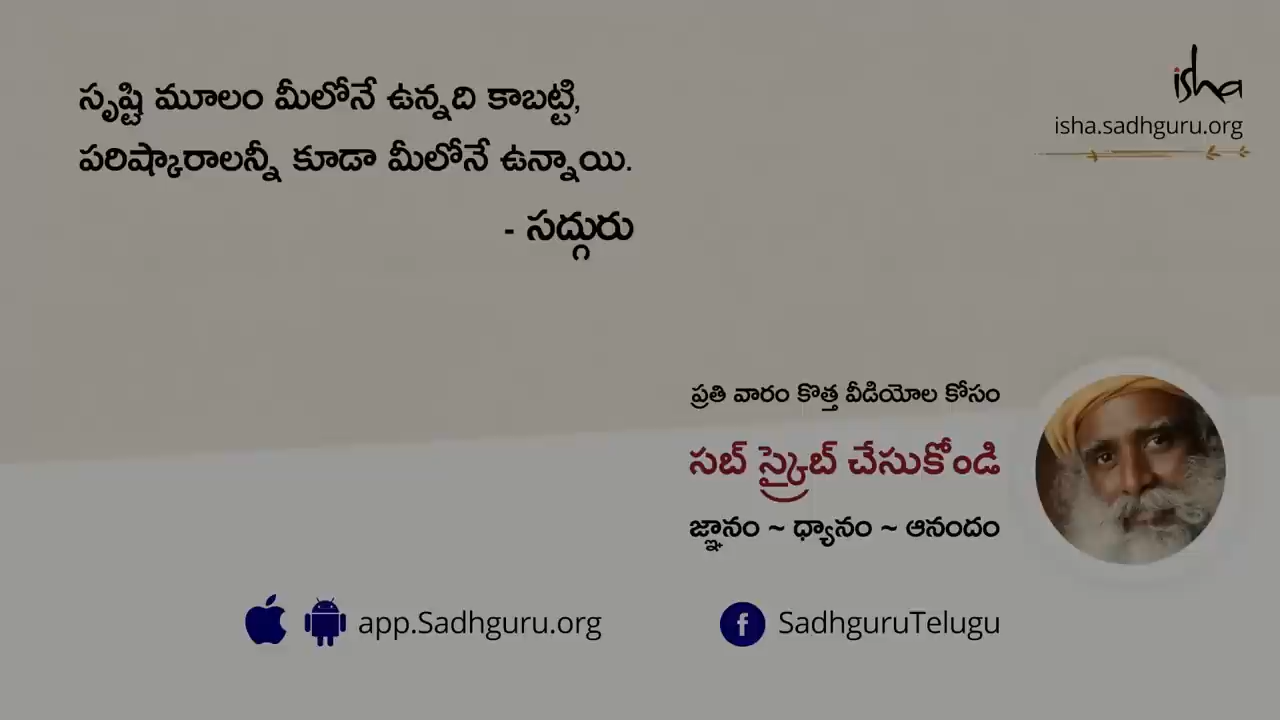 సృష్టి మూలం మీలోనే ఉన్నది కాబట్టి,
పరిష్కారాలన్నీ కూడా మీలోనే ఉన్నాయి.
- సద్గురు
isha
isha.sadhguru.org
ప్రతి వారం కొత్త వీడియోల కోసం
సబ్ స్క్రైబ్ చేసుకోండి
జ్ఞానం ~ ధ్యానం ~ ఆనందం
app.Sadhguru.org
f SadhguruTelugu